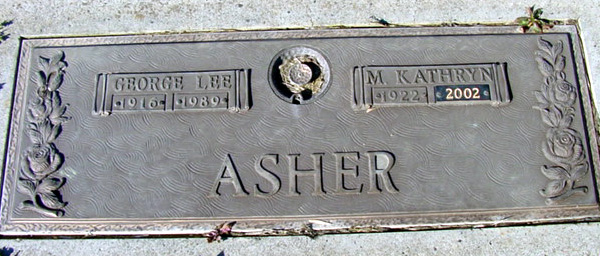 GEORGE LEE
1916 1989
M. KATHRYN
1922 2002
ASHER